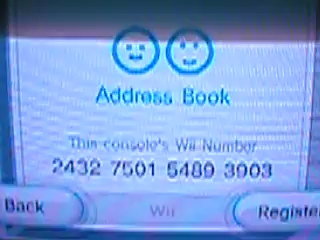 Address Book
This console's Wii Number
2432 7501 5489 3903
Back
Wii
Register